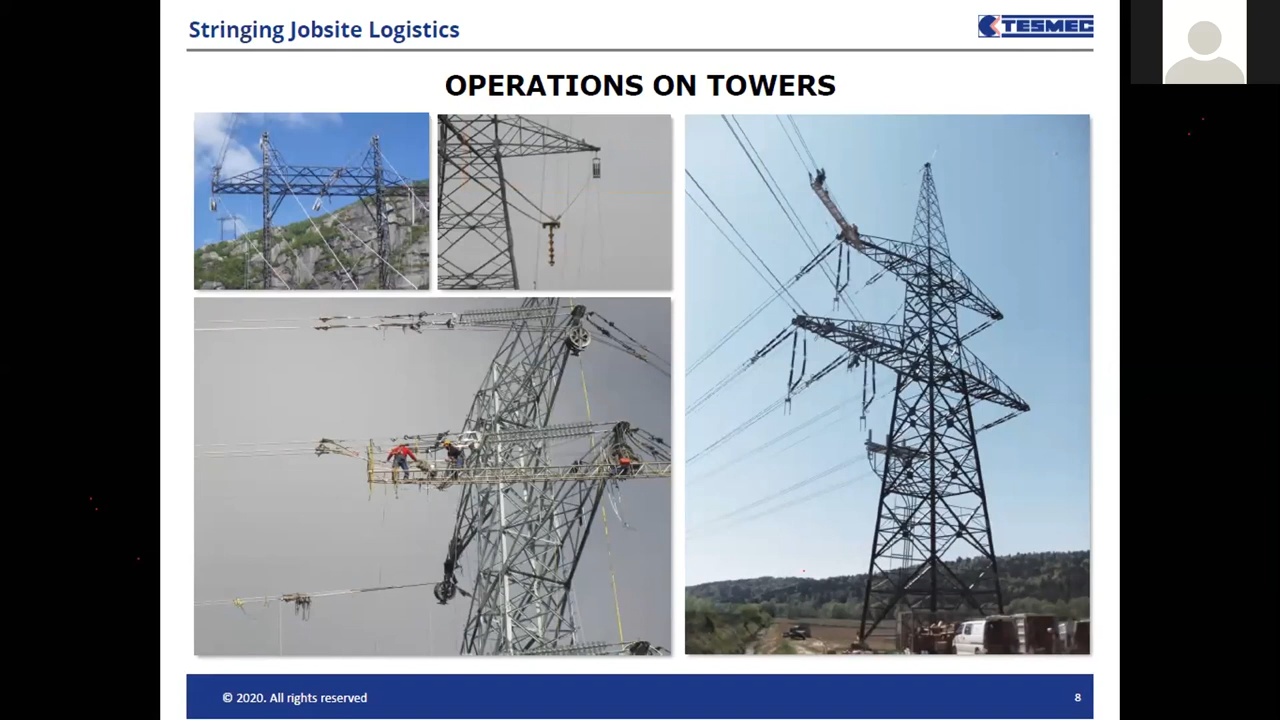 Stringing Jobsite Logistics
TESMEC
OPERATIONS ON TOWERS
© 2020. All rights reserved
8